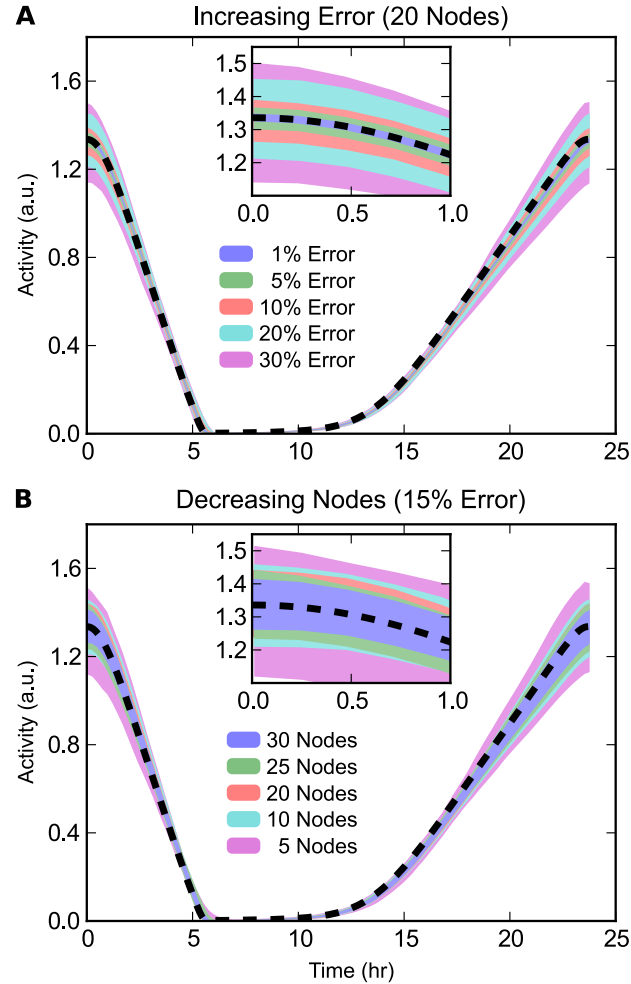 A
Increasing Error (20 Nodes)
Activity (a.u.)
1.6
1.2
0.8
0.4
0.0
1.5
1.4
1.3
1.2
0.0 0.5 1.0
1% Error
5% Error
10% Error
20% Error
30% Error
0 5 10 15 20 25
B
Decreasing Nodes (15% Error)
Activity (a.u.)
1.6
1.2
0.8
0.4
0.0
1.5
1.4
1.3
1.2
0.0 0.5 1.0
30 Nodes
25 Nodes
20 Nodes
10 Nodes
5 Nodes
0 5 10 15 20 25
Time (hr)